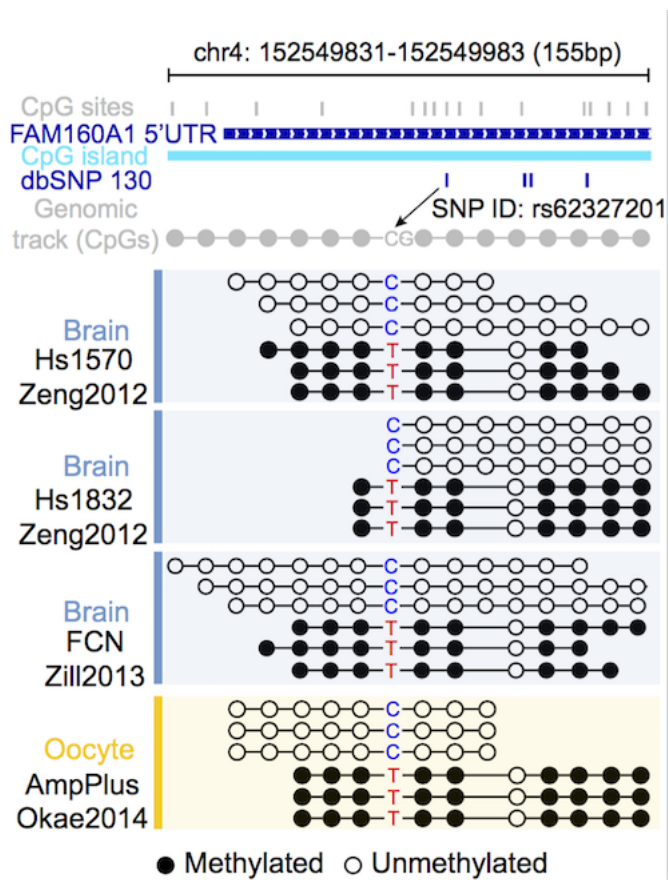 chr4: 152549831-152549983 (155bp)
CpG sites
FAM160A1 5'UTR
CpG island
dbSNP 130
Genomic
SNP ID: rs62327201
track (CpGs)
CG
C
C
Brain
C
Hs1570
T
T
Zeng2012
T
C
Brain
C
C
Hs1832
T
T
Zeng2012
T
C
C
Brain
C
FCN
T
T
Zill2013
T
C
C
Oocyte
C
AmpPlus
T
T
Okae2014
T
Methylated
Unmethylated